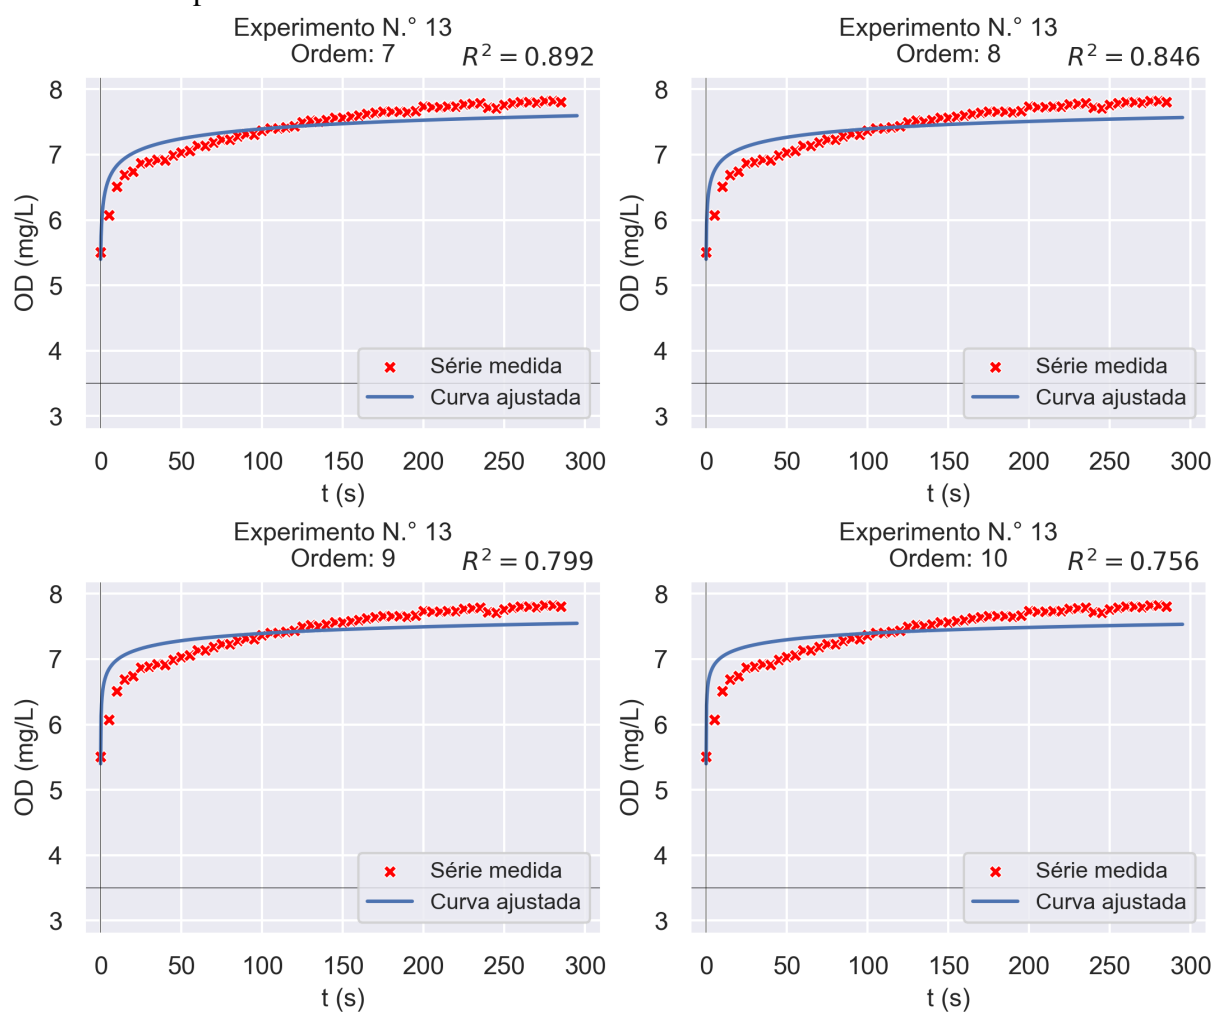 Experimento N.° 13
Ordem: 7
R² = 0.892
8
7
6
5
4
3
OD (mg/L)
Série medida
Curva ajustada
0 50 100 150 200 250 300
t (s)
Experimento N.° 13
Ordem: 8
R² = 0.846
8
7
6
5
4
3
OD (mg/L)
Série medida
Curva ajustada
0 50 100 150 200 250 300
t (s)
Experimento N.° 13
Ordem: 9
R² = 0.799
8
7
6
5
4
3
OD (mg/L)
Série medida
Curva ajustada
0 50 100 150 200 250 300
t (s)
Experimento N.° 13
Ordem: 10
R² = 0.756
8
7
6
5
4
3
OD (mg/L)
Série medida
Curva ajustada
0 50 100 150 200 250 300
t (s)